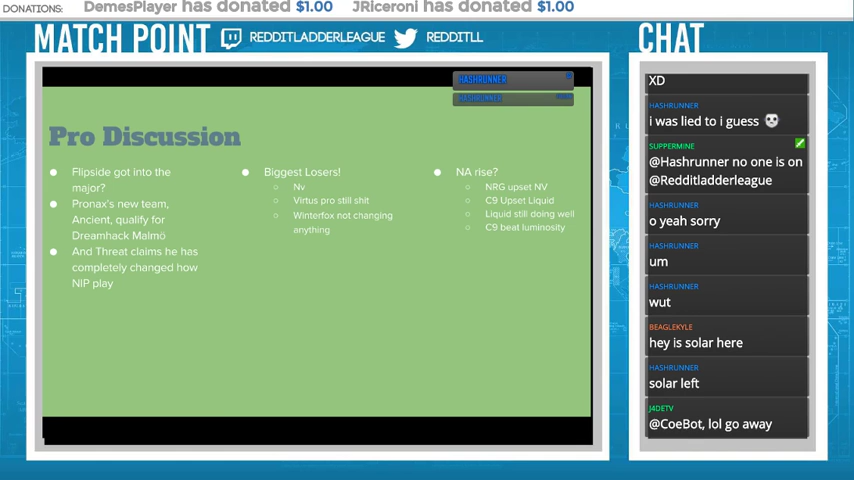 DONATIONS: DemesPlayer has donated $1.00 JRiceroni has donated $1.00
MATCH POINT REDDITLADDERLEAGUE REDDITLL
CHAT
HASHRUNNER
HASHRUNNER
Pro Discussion
Flipside got into the
major?
Pronax's new team,
Ancient, qualify for
Dreamhack Malmö
And Threat claims he has
completely changed how
NIP play
Biggest Losers!
Nv
Virtus pro still shit
Winterfox not changing
anything
NA rise?
NRG upset NV
C9 Upset Liquid
Liquid still doing well
C9 beat luminosity
XD
HASHRUNNER
i was lied to i guess 💀
SUPPERMINE
@Hashrunner no one is on
@Redditladderleague
HASHRUNNER
o yeah sorry
HASHRUNNER
um
HASHRUNNER
wut
BEAGLEKYLE
hey is solar here
HASHRUNNER
solar left
J4DETV
@CoeBot, lol go away